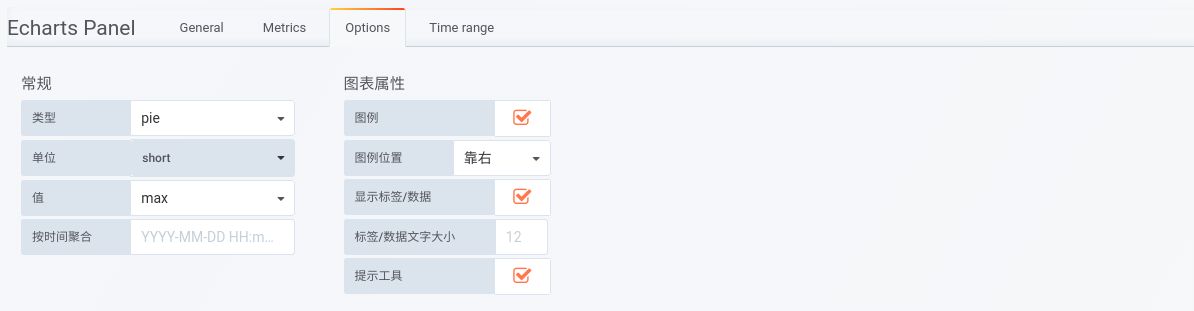 Echarts Panel General Metrics Options Time range
常规
类型 pie
单位 short
值 max
按时间聚合 YYYY-MM-DD HH:m...
图表属性
图例
图例位置 靠右
显示标签/数据
标签/数据文字大小 12
提示工具